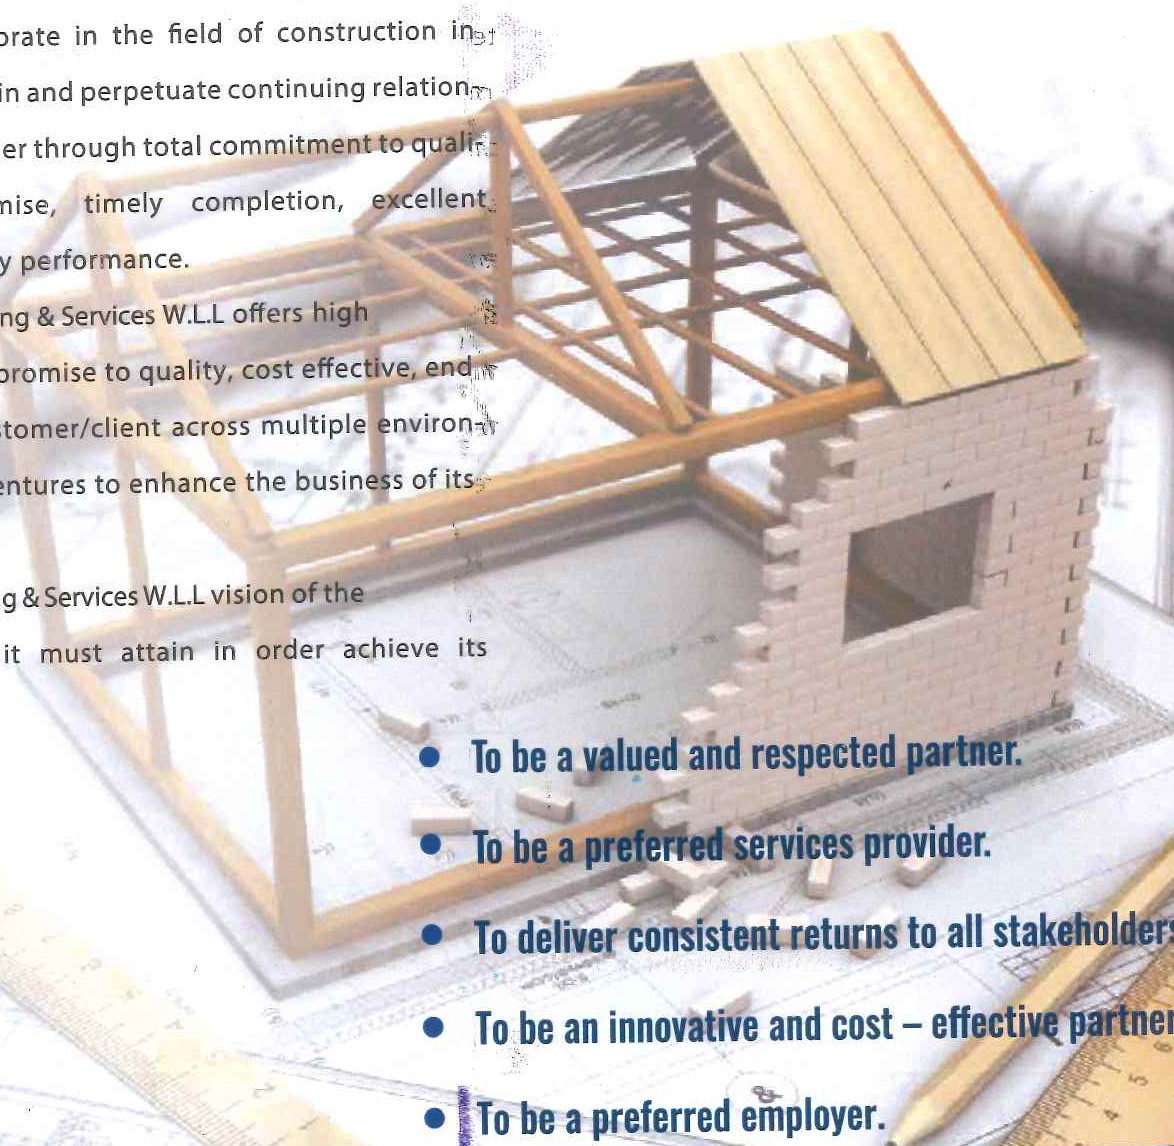 orate in the field of construction in
in and perpetuate continuing relation
er through total commitment to quali
mise, timely completion, excellent
y performance.
ng & Services W.L.L offers high
promise to quality, cost effective, end
stomer/client across multiple environ-
entures to enhance the business of its
g & Services W.L.L vision of the
it must attain in order achieve its
• To be a valued and respected partner.
• To be a preferred services provider.
• To deliver consistent returns to all stakeholders
• To be an innovative and cost – effective partner
• To be a preferred employer.